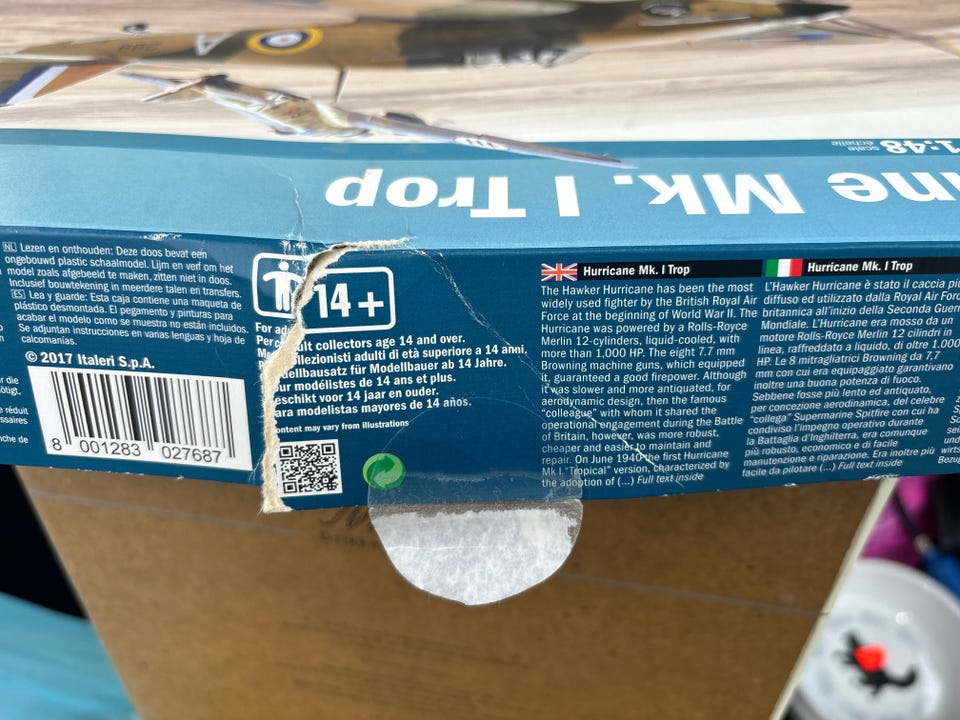 1:48
scale
échelle
ne Mk. I Trop
NL Lezen en onthouden: Deze doos bevat een
ongebouwd plastic schaalmodel. Lijm en verf om het
model zoals afgebeeld te maken, zitten niet in doos.
Inclusief bouwtekening in meerdere talen en transfers.
ES Lea y guarde: Esta caja contiene una maqueta de
plástico desmontada. El pegamento y pinturas para
acabar el modelo como se muestra no están incluidos.
Se adjuntan instrucciones en varias lenguas y hoja de
calcomanías.
© 2017 Italeri S.p.A.
8 001283 027687
14+
For adult collectors age 14 and over.
Per collezionisti adulti di età superiore a 14 anni.
Modellbausatz für Modellbauer ab 14 Jahre.
our modélistes de 14 ans et plus.
eschikt voor 14 jaar en ouder.
ara modelistas mayores de 14 años.
ontent may vary from illustrations
Hurricane Mk. I Trop
The Hawker Hurricane has been the most
widely used fighter by the British Royal Air
Force at the beginning of World War II. The
Hurricane was powered by a Rolls-Royce
Merlin 12-cylinders, liquid-cooled, with
more than 1,000 HP. The eight 7.7 mm
Browning machine guns, which equipped
it, guaranteed a good firepower. Although
it was slower and more antiquated, for
aerodynamic design, then the famous
“colleague” with whom it shared the
operational engagement during the Battle
of Britain, however, was more robust,
cheaper and easier to maintain and
repair. On June 1940 the first Hurricane
Mk I “Tropical” version, characterized by
the adoption of (...) Full text inside
Hurricane Mk. I Trop
L’Hawker Hurricane è stato il caccia più
diffuso ed utilizzato dalla Royal Air Force
britannica all’inizio della Seconda Guer
Mondiale. L’Hurricane era mosso da un
motore Rolls-Royce Merlin 12 cilindri in
linea, raffreddato a liquido, di oltre 1.000
HP. Le 8 mitragliatrici Browning da 7,7
mm con cui era equipaggiato garantivano
inoltre una buona potenza di fuoco.
Sebbene fosse più lento ed antiquato,
per concezione aerodinamica, del celebre
“collega” Supermarine Spitfire con cui ha
condiviso l’impegno operativo durante
la Battaglia d’Inghilterra, era comunque
più robusto, economico e di facile
manutenzione e riparazione. Era inoltre più
facile da pilotare (...) Full text inside